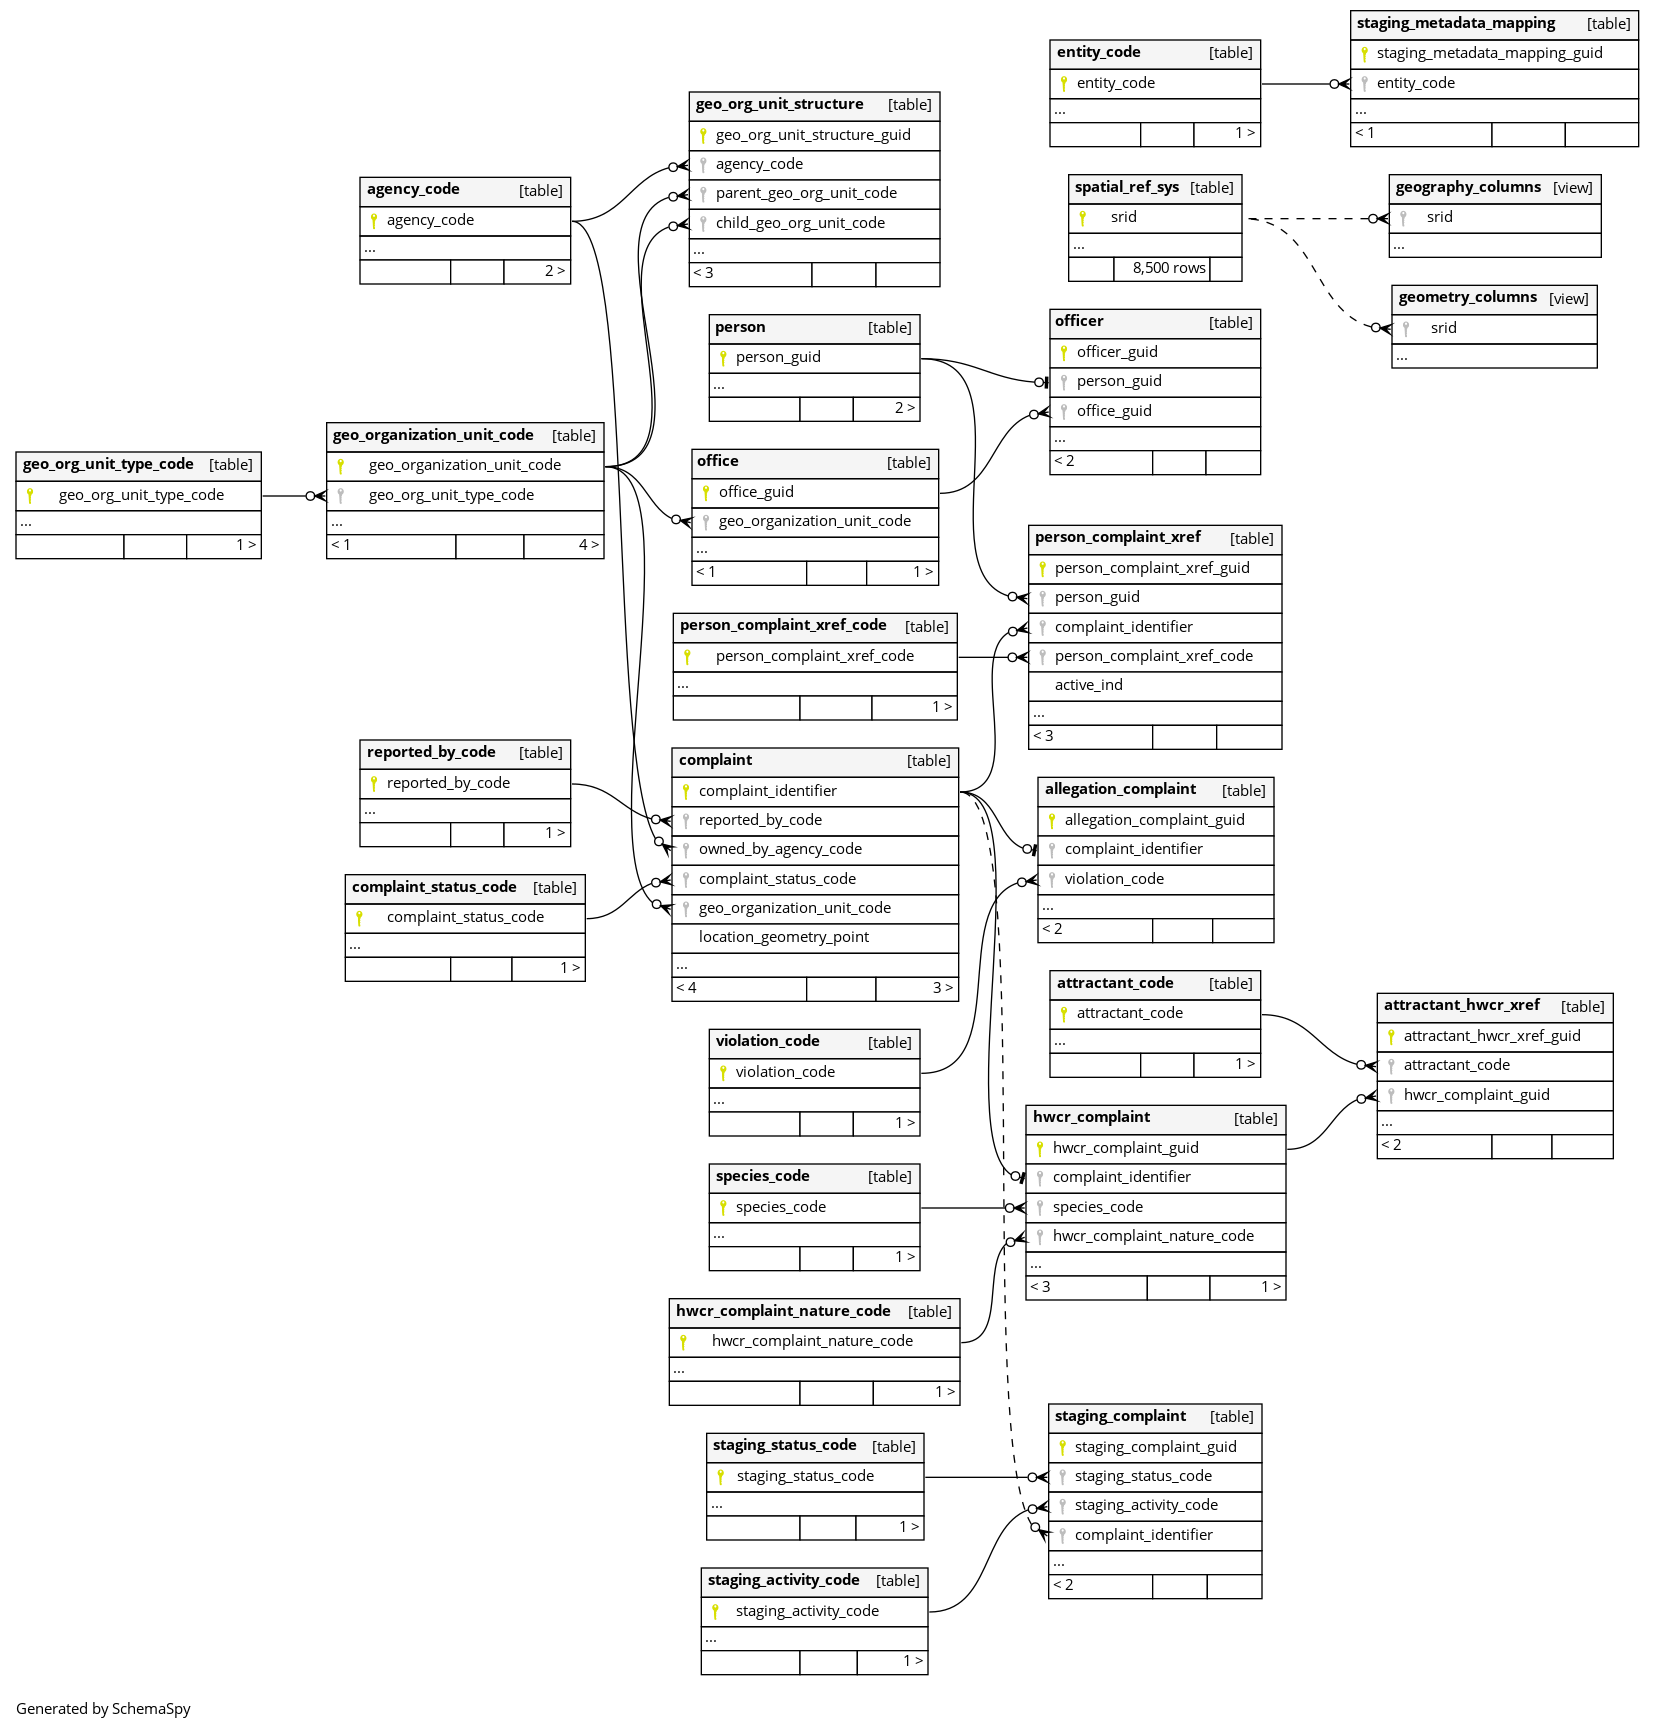 staging_metadata_mapping [table]
staging_metadata_mapping_guid
entity_code
...
< 1
entity_code [table]
entity_code
...
1 >
geo_org_unit_structure [table]
geo_org_unit_structure_guid
agency_code
parent_geo_org_unit_code
child_geo_org_unit_code
...
< 3
agency_code [table]
agency_code
...
2 >
spatial_ref_sys [table]
srid
...
8,500 rows
geography_columns [view]
srid
...
geometry_columns [view]
srid
...
person [table]
person_guid
...
2 >
officer [table]
officer_guid
person_guid
office_guid
...
< 2
geo_org_unit_type_code [table]
geo_org_unit_type_code
...
1 >
geo_organization_unit_code [table]
geo_organization_unit_code
geo_org_unit_type_code
...
< 1 4 >
office [table]
office_guid
geo_organization_unit_code
...
< 1 1 >
person_complaint_xref [table]
person_complaint_xref_guid
person_guid
complaint_identifier
person_complaint_xref_code
active_ind
...
< 3
person_complaint_xref_code [table]
person_complaint_xref_code
...
1 >
reported_by_code [table]
reported_by_code
...
1 >
complaint_status_code [table]
complaint_status_code
...
1 >
complaint [table]
complaint_identifier
reported_by_code
owned_by_agency_code
complaint_status_code
geo_organization_unit_code
location_geometry_point
...
< 4 3 >
allegation_complaint [table]
allegation_complaint_guid
complaint_identifier
violation_code
...
< 2
attractant_code [table]
attractant_code
...
1 >
attractant_hwcr_xref [table]
attractant_hwcr_xref_guid
attractant_code
hwcr_complaint_guid
...
< 2
violation_code [table]
violation_code
...
1 >
hwcr_complaint [table]
hwcr_complaint_guid
complaint_identifier
species_code
hwcr_complaint_nature_code
...
< 3 1 >
species_code [table]
species_code
...
1 >
hwcr_complaint_nature_code [table]
hwcr_complaint_nature_code
...
1 >
staging_complaint [table]
staging_complaint_guid
staging_status_code
staging_activity_code
complaint_identifier
...
< 2
staging_status_code [table]
staging_status_code
...
1 >
staging_activity_code [table]
staging_activity_code
...
1 >
Generated by SchemaSpy